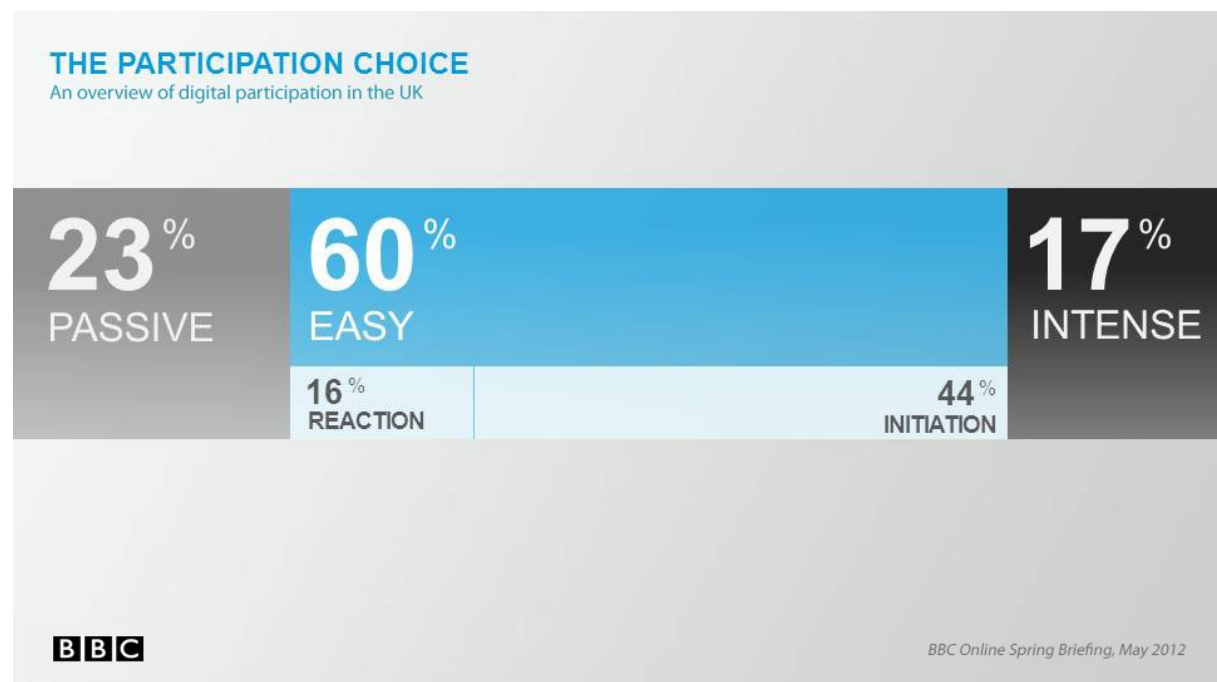 THE PARTICIPATION CHOICE
An overview of digital participation in the UK
23%
PASSIVE
60%
EASY
16%
REACTION
44%
INITIATION
17%
INTENSE
BBC
BBC Online Spring Briefing, May 2012